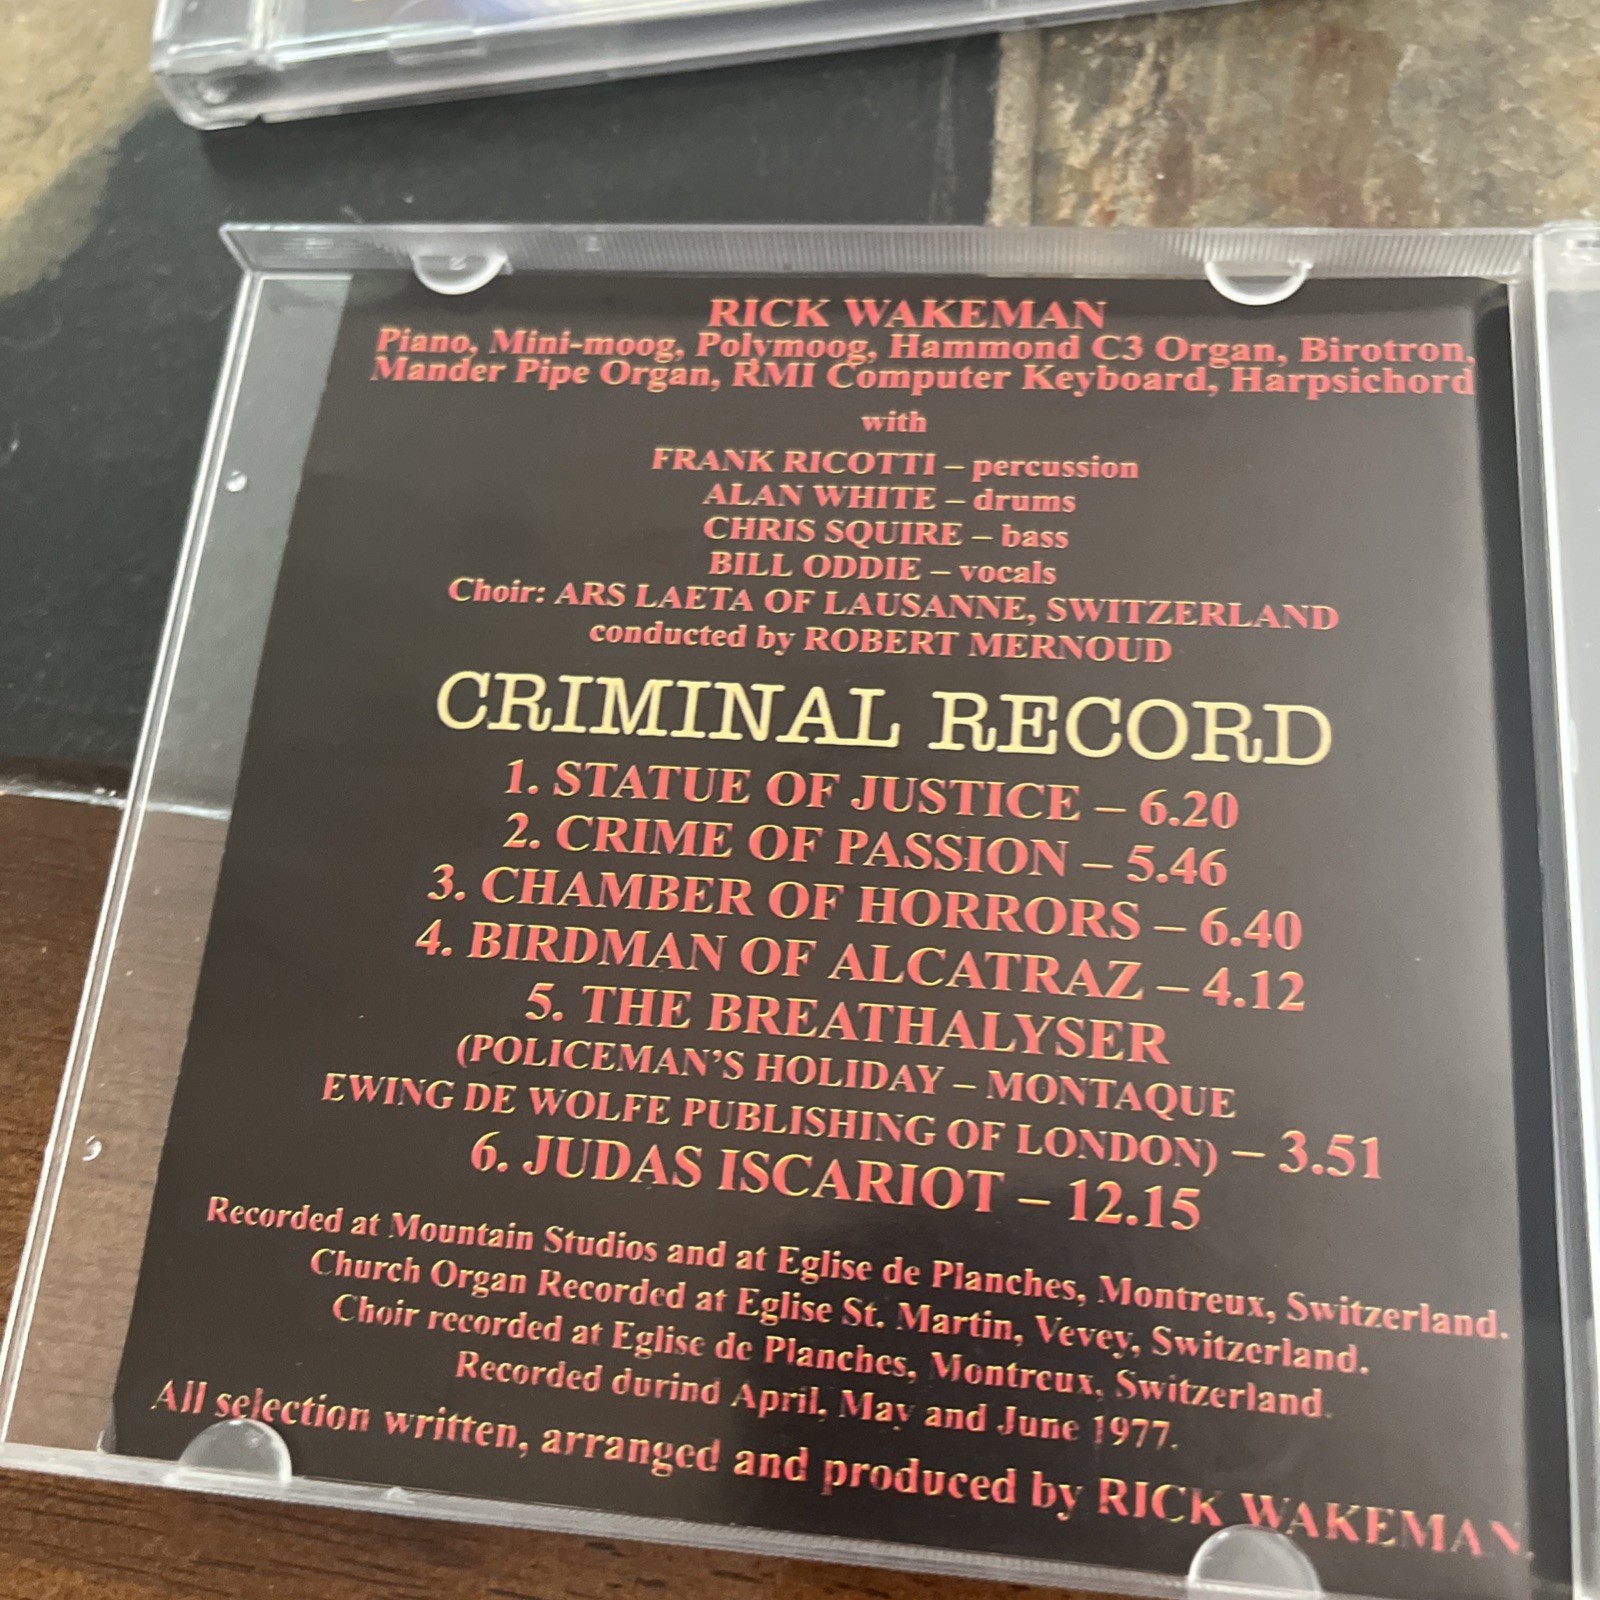 RICK WAKEMAN
Piano, Mini-moog, Polymoog, Hammond C3 Organ, Birotron,
Mander Pipe Organ, RMI Computer Keyboard, Harpsichord
with
FRANK RICOTTI – percussion
ALAN WHITE – drums
CHRIS SQUIRE – bass
BILL ODDIE – vocals
Choir: ARS LAETA OF LAUSANNE, SWITZERLAND
conducted by ROBERT MERNOUD
CRIMINAL RECORD
1. STATUE OF JUSTICE – 6.20
2. CRIME OF PASSION – 5.46
3. CHAMBER OF HORRORS – 6.40
4. BIRDMAN OF ALCATRAZ – 4.12
5. THE BREATHALYSER
(POLICEMAN'S HOLIDAY – MONTAQUE
EWING DE WOLFE PUBLISHING OF LONDON) – 3.51
6. JUDAS ISCARIOT – 12.15
Recorded at Mountain Studios and at Eglise de Planches, Montreux, Switzerland.
Church Organ Recorded at Eglise St. Martin, Vevey, Switzerland.
Choir recorded at Eglise de Planches, Montreux, Switzerland.
Recorded durind April, May and June 1977.
All selection written, arranged and produced by RICK WAKEMAN.